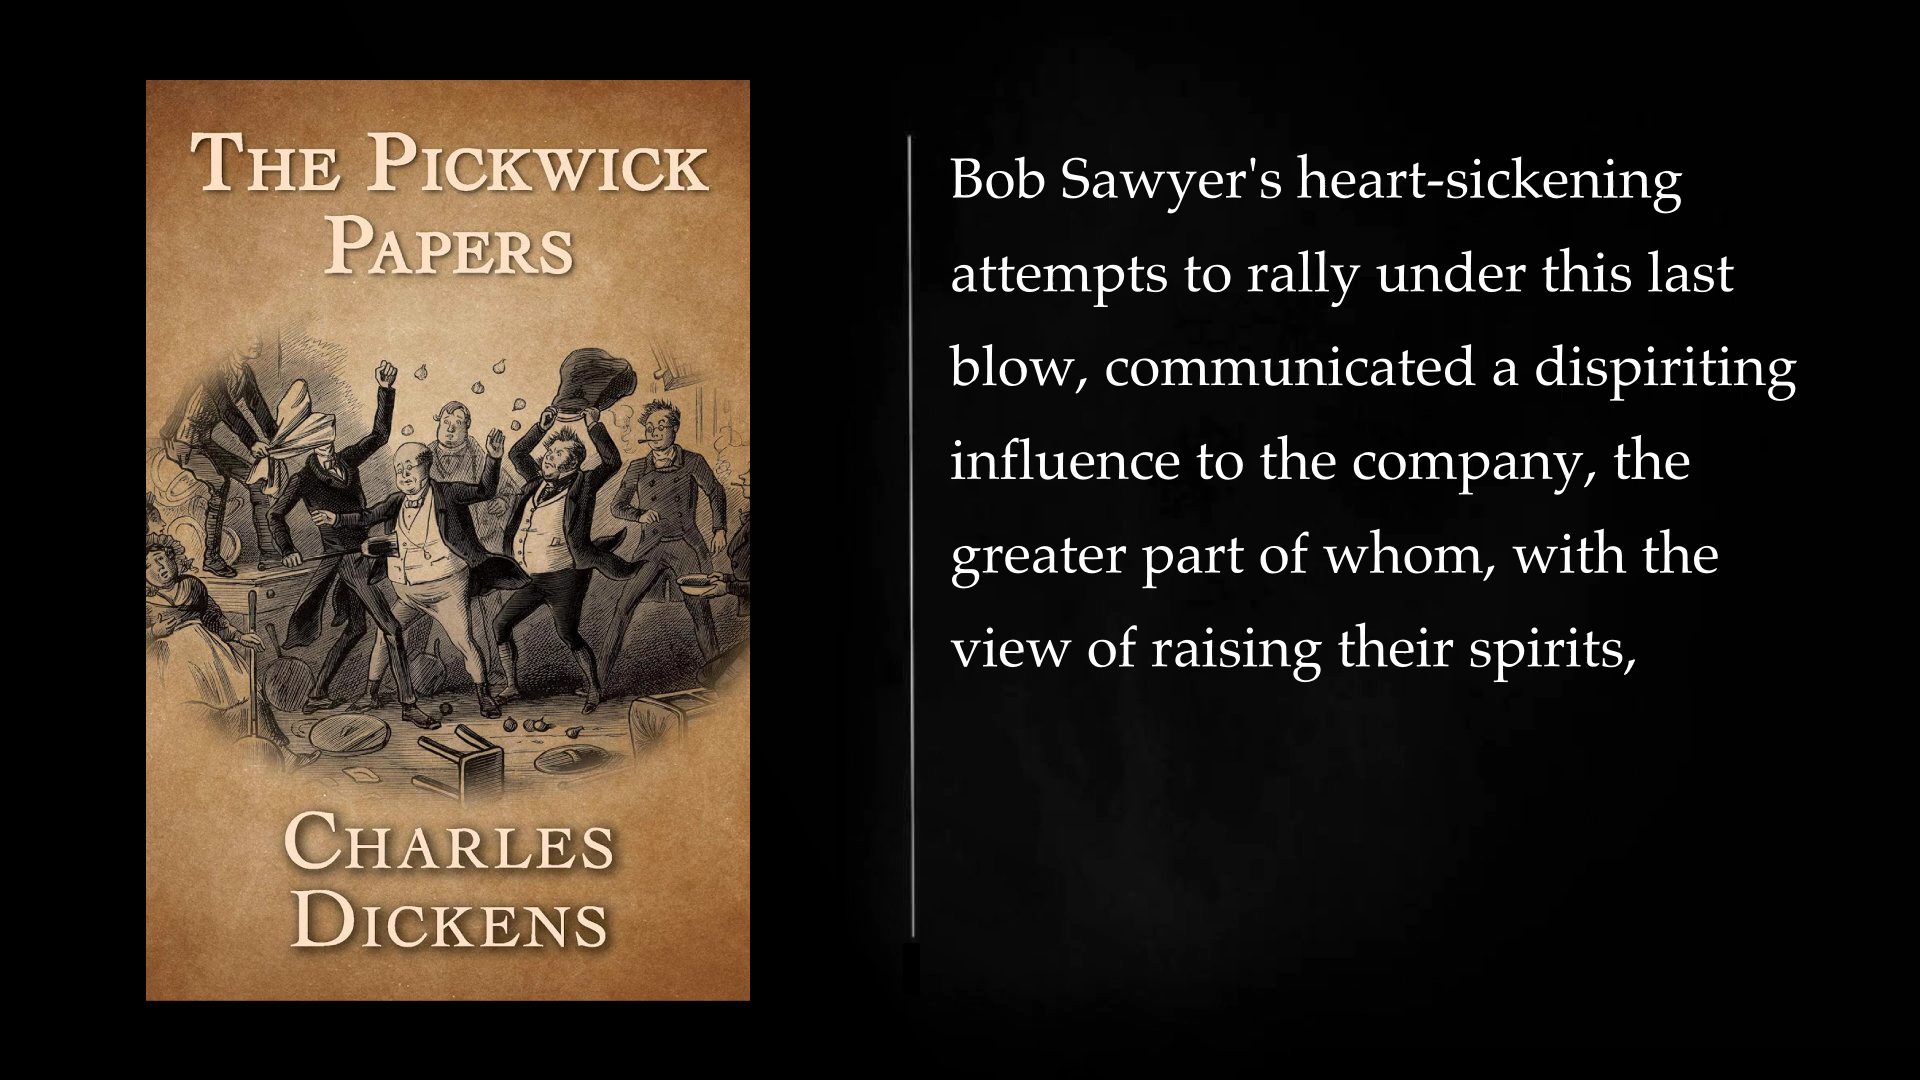 THE PICKWICK
PAPERS
CHARLES
DICKENS
Bob Sawyer's heart-sickening
attempts to rally under this last
blow, communicated a dispiriting
influence to the company, the
greater part of whom, with the
view of raising their spirits,